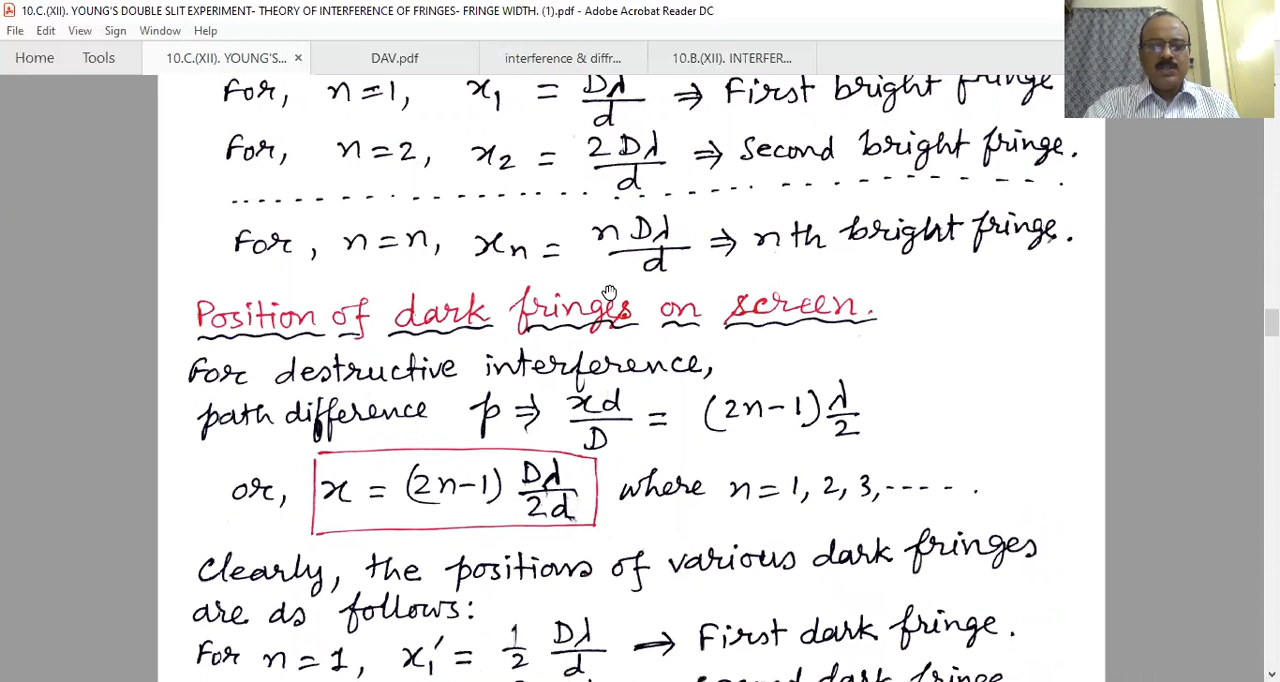 10.C.(XII). YOUNG'S DOUBLE SLIT EXPERIMENT- THEORY OF INTERFERENCE OF FRINGES- FRINGE WIDTH. (1).pdf - Adobe Acrobat Reader DC
File Edit View Sign Window Help
Home Tools 10.C.(XII). YOUNG'S... × DAV.pdf interference & diffr... 10.B.(XII). INTERFER...
For, n=1, x₁ = Dλ/d ⇒ First bright fringe
For, n=2, x₂ = 2Dλ/d ⇒ Second bright fringe.
For, n=n, xₙ = nDλ/d ⇒ nth bright fringe.
Position of dark fringes on screen.
For destructive interference,
path difference p ⇒ xd/D = (2n-1) λ/2
or, x = (2n-1) Dλ/2d where n=1, 2, 3,-----.
Clearly, the positions of various dark fringes
are as follows:
For n=1, x₁′ = 1/2 Dλ/d → First dark fringe.
second dark fringe